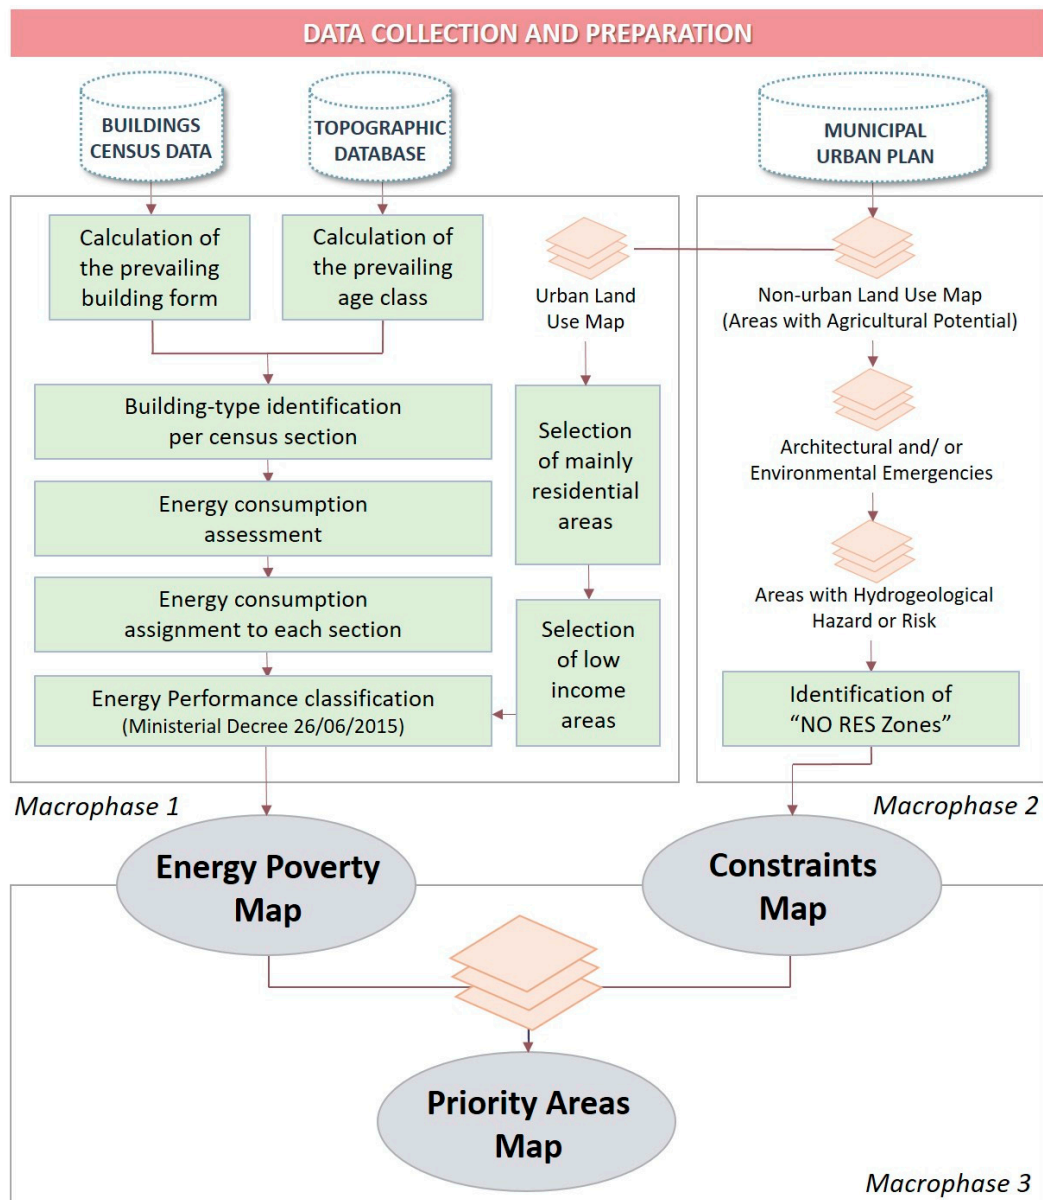 DATA COLLECTION AND PREPARATION
BUILDINGS
CENSUS DATA
TOPOGRAPHIC
DATABASE
MUNICIPAL
URBAN PLAN
Calculation of
the prevailing
building form
Calculation of
the prevailing
age class
Urban Land
Use Map
Non-urban Land Use Map
(Areas with Agricultural Potential)
Building-type identification
per census section
Selection
of mainly
residential
areas
Architectural and/ or
Environmental Emergencies
Energy consumption
assessment
Energy consumption
assignment to each section
Selection
of low
income
areas
Areas with Hydrogeological
Hazard or Risk
Energy Performance classification
(Ministerial Decree 26/06/2015)
Identification of
“NO RES Zones”
Macrophase 1
Macrophase 2
Energy Poverty
Map
Constraints
Map
Priority Areas
Map
Macrophase 3